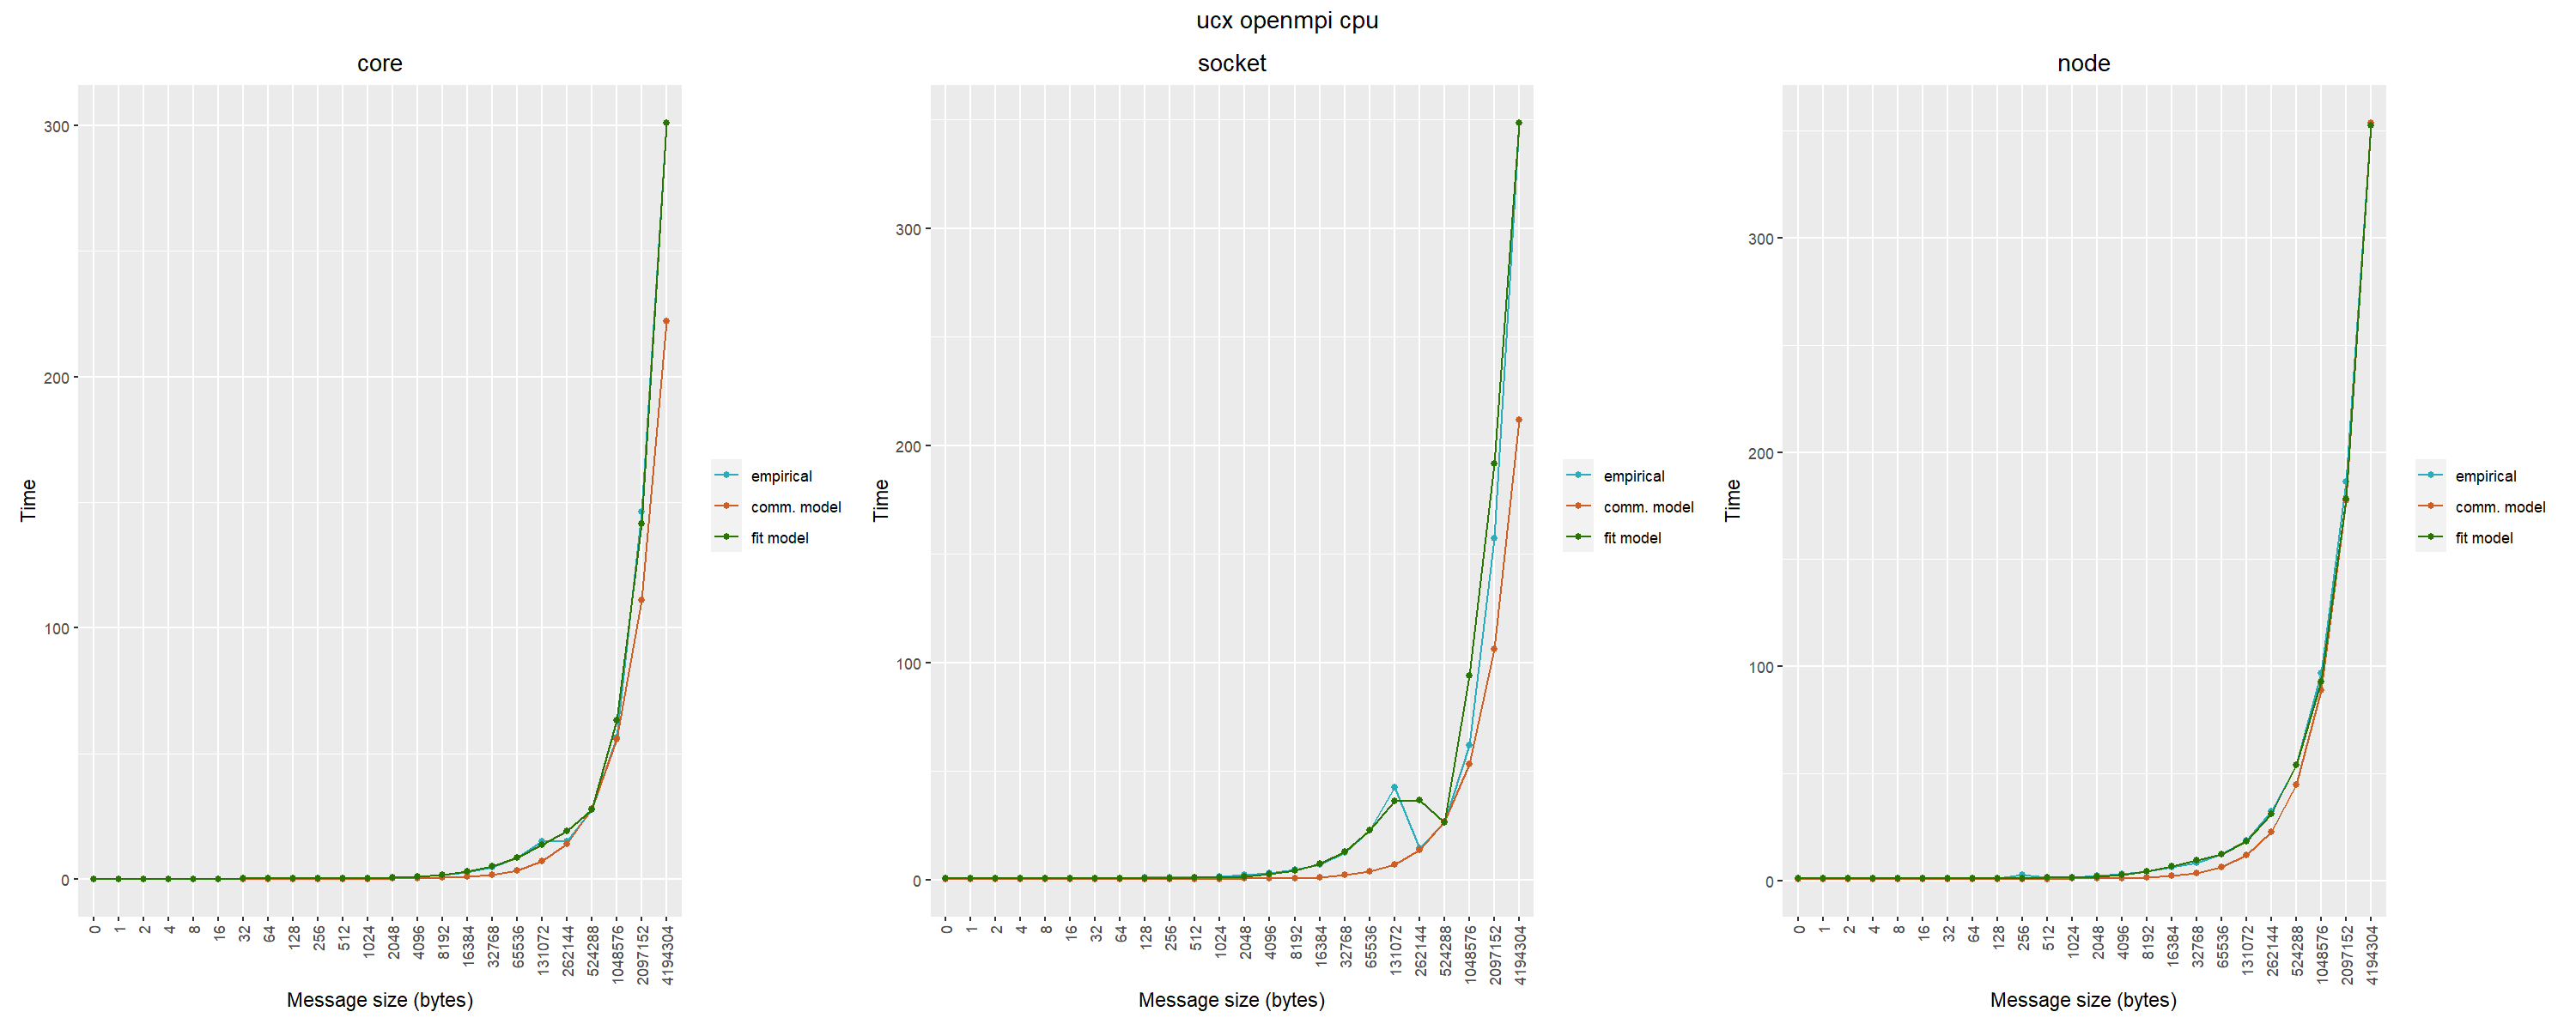 ucx openmpi cpu
core
Time
300
200
100
0
0 1 2 4 8 16 32 64 128 256 512 1024 2048 4096 8192 16384 32768 65536 131072 262144 524288 1048576 2097152 4194304
Message size (bytes)
empirical
comm. model
fit model
socket
Time
300
200
100
0
0 1 2 4 8 16 32 64 128 256 512 1024 2048 4096 8192 16384 32768 65536 131072 262144 524288 1048576 2097152 4194304
Message size (bytes)
empirical
comm. model
fit model
node
Time
300
200
100
0
0 1 2 4 8 16 32 64 128 256 512 1024 2048 4096 8192 16384 32768 65536 131072 262144 524288 1048576 2097152 4194304
Message size (bytes)
empirical
comm. model
fit model